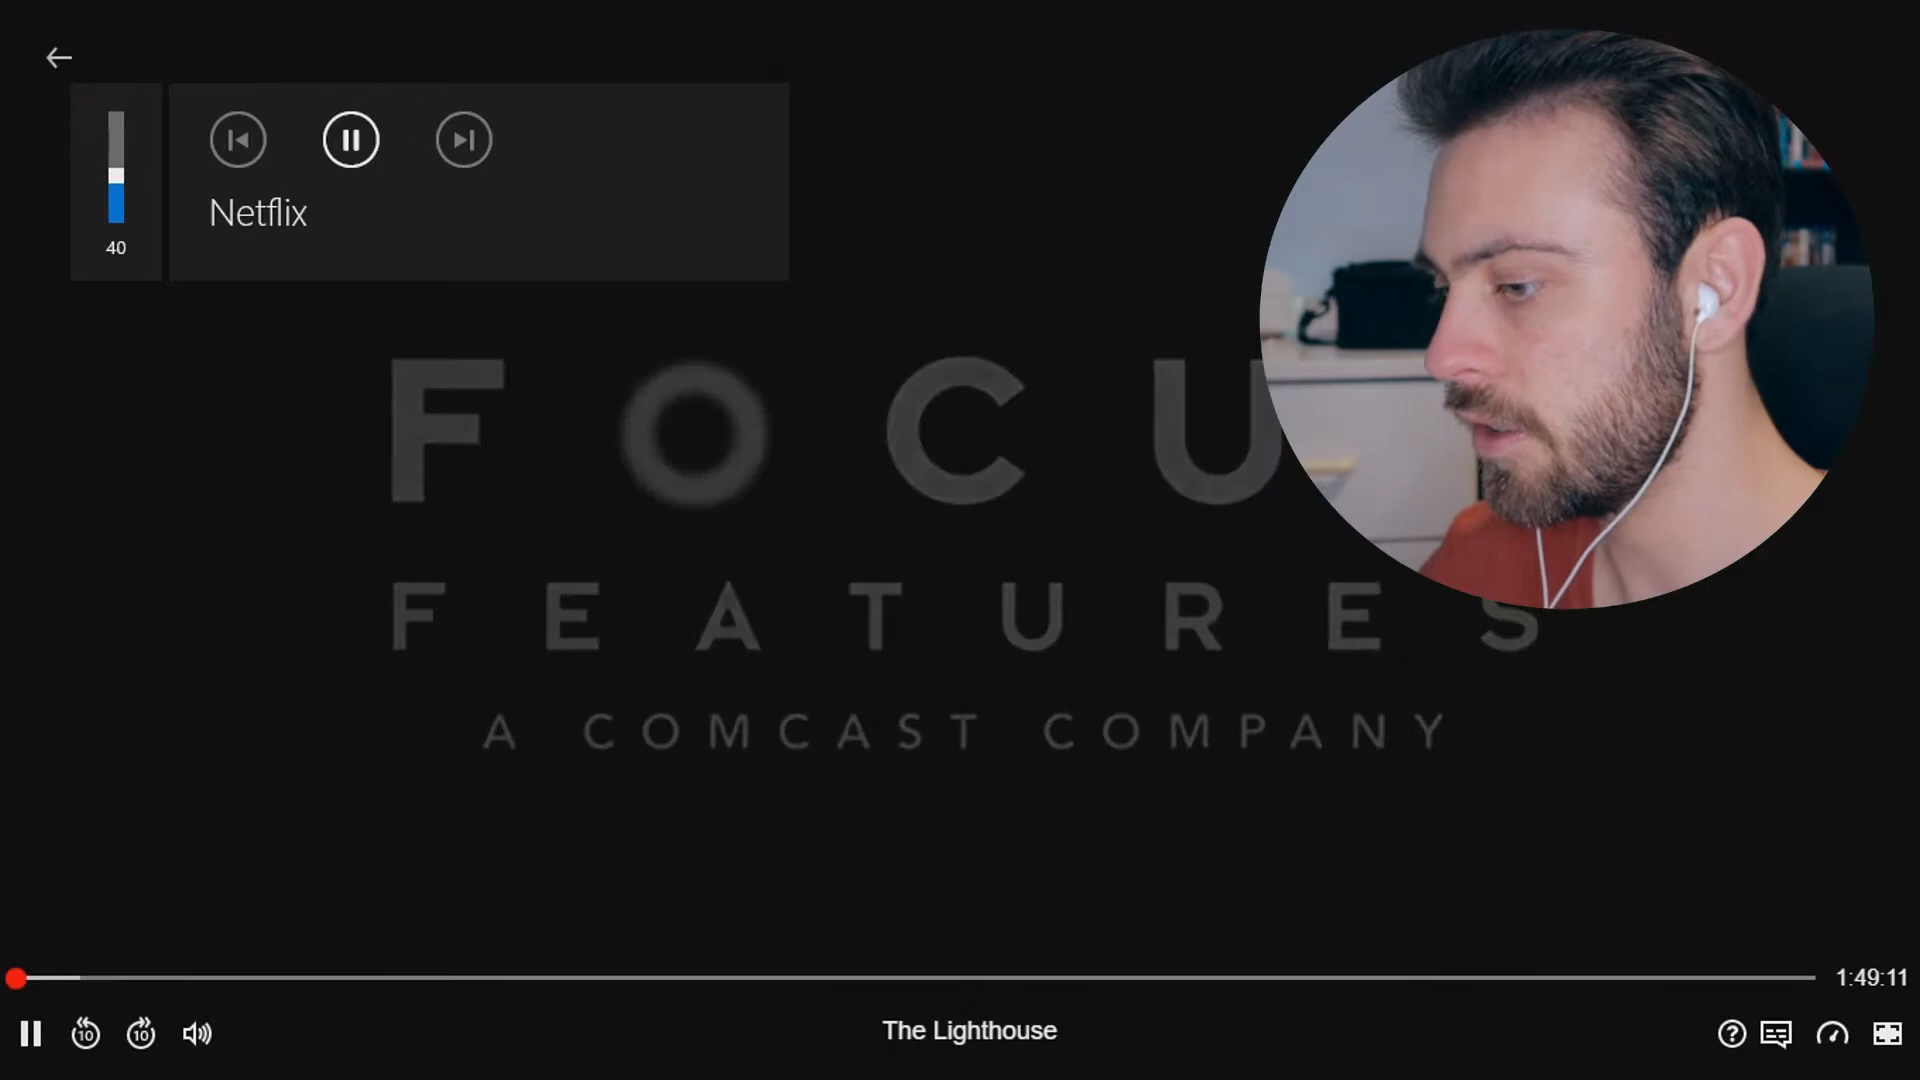 Netflix
40
FOCU
FEATURES
A COMCAST COMPANY
1:49:11
10
10
The Lighthouse
?